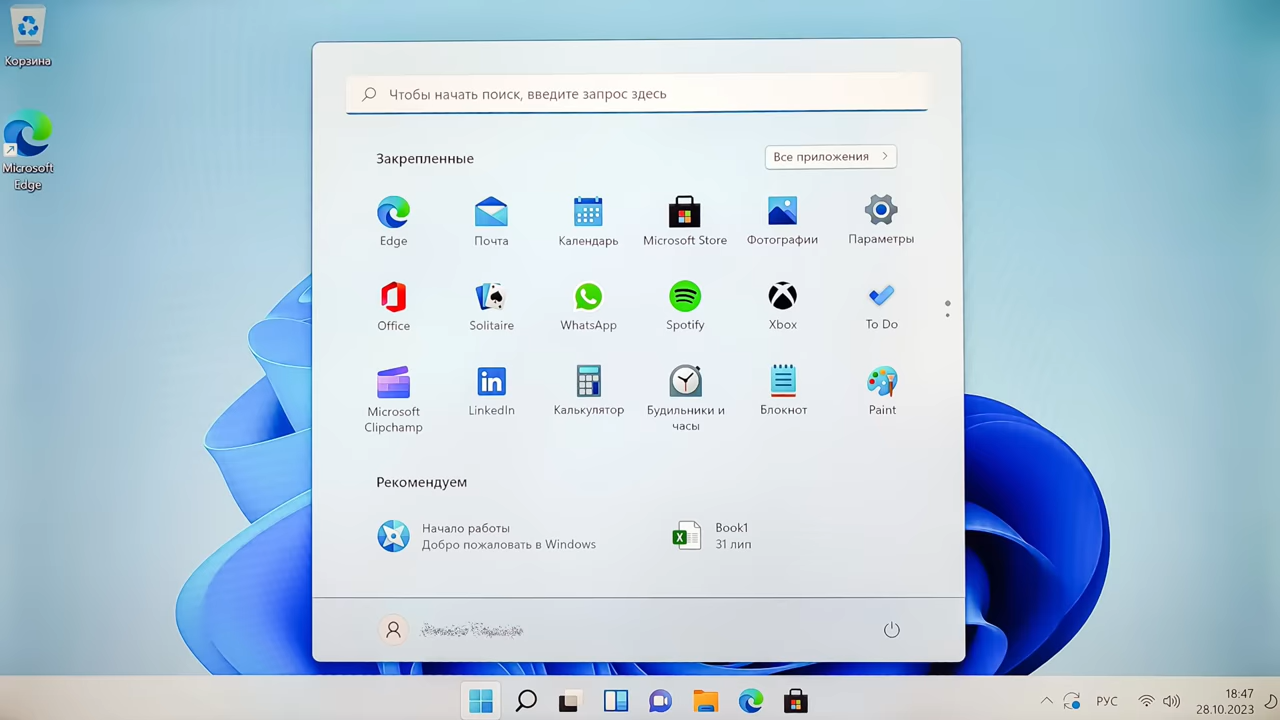 Корзина
Microsoft
Edge
Чтобы начать поиск, введите запрос здесь
Закрепленные
Все приложения
Edge
Почта
Календарь
Microsoft Store
Фотографии
Параметры
Office
Solitaire
WhatsApp
Spotify
Xbox
To Do
Microsoft
Clipchamp
LinkedIn
Калькулятор
Будильники и
часы
Блокнот
Paint
Рекомендуем
Начало работы
Добро пожаловать в Windows
Book1
31 лип
РУС
18:47
28.10.2023